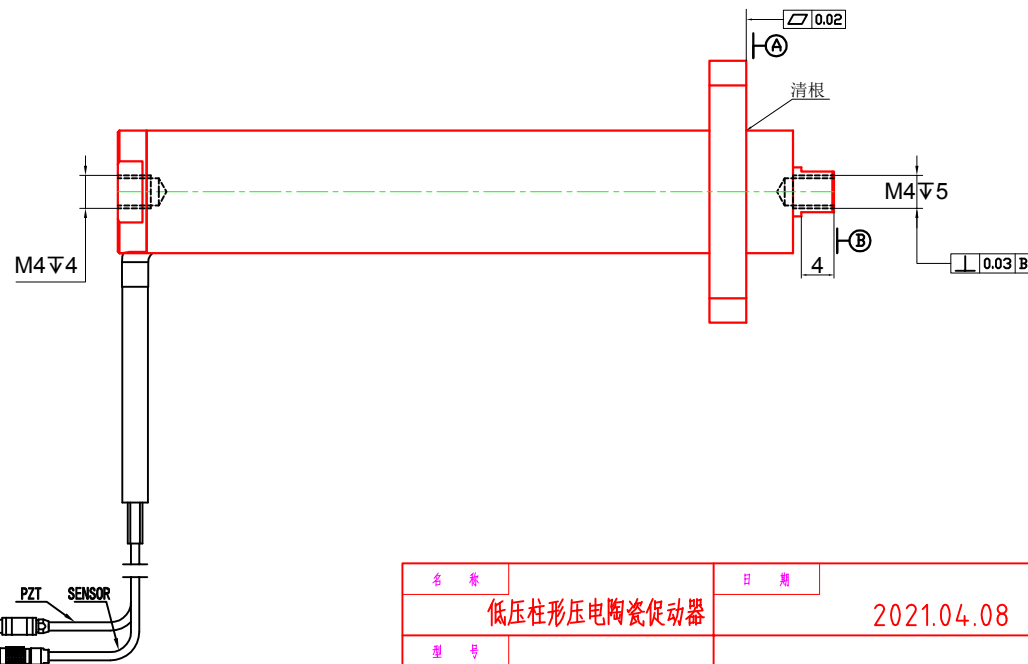 0.02
A
清根
M4↧5
M4↧4
B
4
⊥ 0.03 B
PZT
SENSOR
名 称
日 期
低压柱形压电陶瓷促动器
2021.04.08
型 号